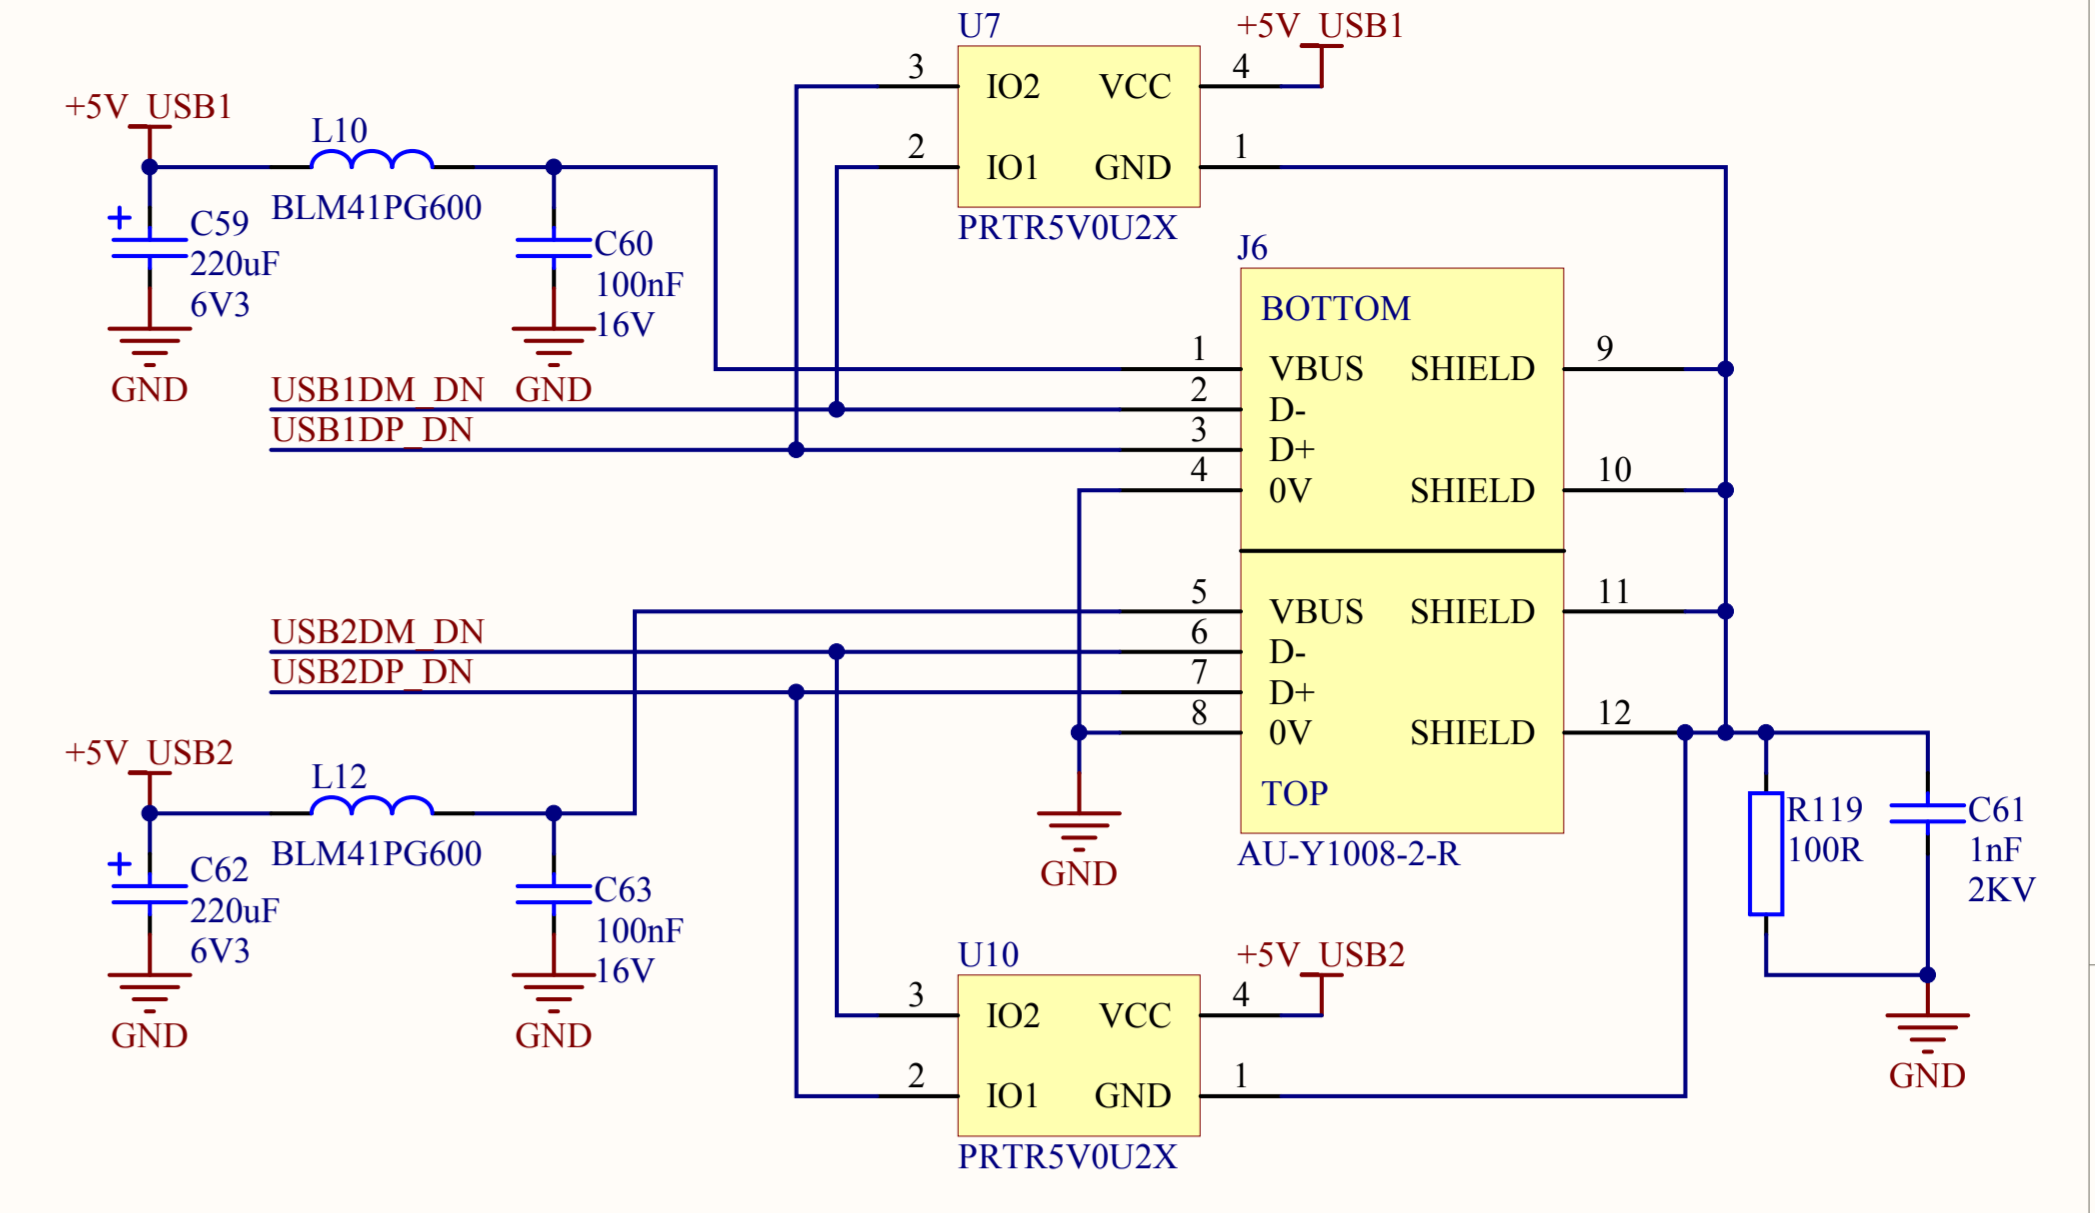 U7
+5V_USB1
3
IO2
VCC
4
2
IO1
GND
1
PRTR5V0U2X
+5V_USB1
L10
BLM41PG600
+
C59
220uF
6V3
GND
C60
100nF
16V
GND
J6
BOTTOM
1
VBUS
SHIELD
9
USB1DM_DN
2
D-
USB1DP_DN
3
D+
4
0V
SHIELD
10
5
VBUS
SHIELD
11
USB2DM_DN
6
D-
USB2DP_DN
7
D+
8
0V
SHIELD
12
TOP
AU-Y1008-2-R
GND
+5V_USB2
L12
BLM41PG600
+
C62
220uF
6V3
GND
C63
100nF
16V
GND
R119
100R
C61
1nF
2KV
GND
U10
+5V_USB2
3
IO2
VCC
4
2
IO1
GND
1
PRTR5V0U2X